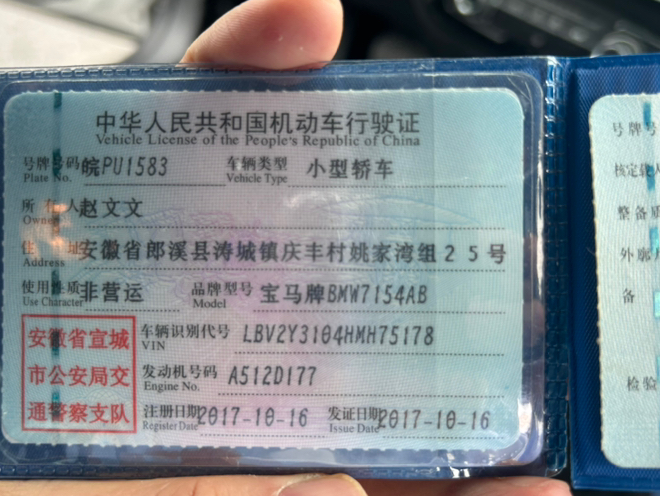 中华人民共和国机动车行驶证
Vehicle License of the People's Republic of China
号牌号码 皖PU1583 车辆类型 小型轿车
Plate No. Vehicle Type
所有人 赵文文
Owner
住址 安徽省郎溪县涛城镇庆丰村姚家湾组25号
Address
使用性质 非营运 品牌型号 宝马牌BMW7154AB
Use Character Model
安徽省宣城
市公安局交
通警察支队
车辆识别代号 LBV2Y3104HMH75178
VIN
发动机号码 A512D177
Engine No.
注册日期 2017-10-16 发证日期 2017-10-16
Register Date Issue Date
号牌号
核定载人
整备质
外廓尺
备
检验